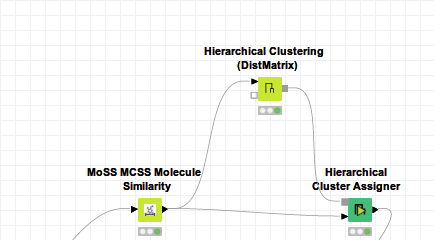 Hierarchical Clustering
(DistMatrix)
MoSS MCSS Molecule
Similarity
Hierarchical
Cluster Assigner